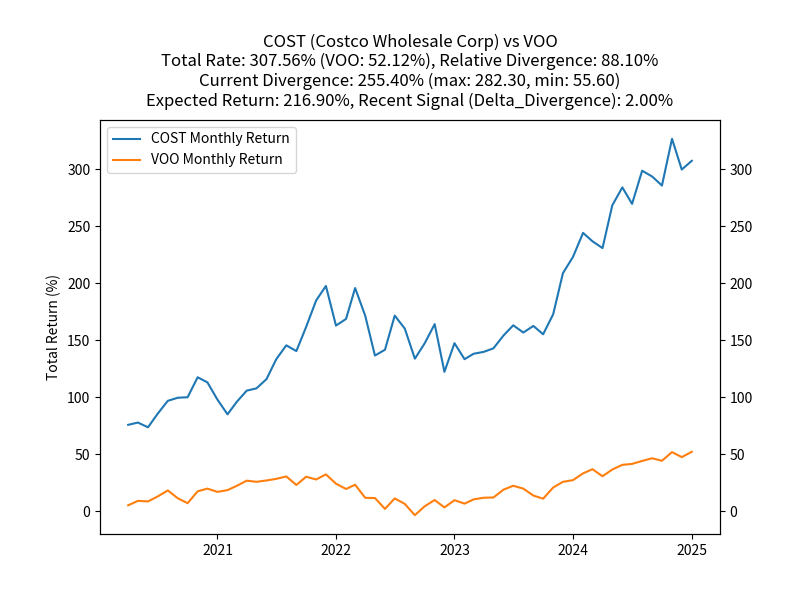 COST (Costco Wholesale Corp) vs VOO
Total Rate: 307.56% (VOO: 52.12%), Relative Divergence: 88.10%
Current Divergence: 255.40% (max: 282.30, min: 55.60)
Expected Return: 216.90%, Recent Signal (Delta_Divergence): 2.00%
COST Monthly Return
VOO Monthly Return
Total Return (%)
300
250
200
150
100
50
0
300
250
200
150
100
50
0
2021
2022
2023
2024
2025